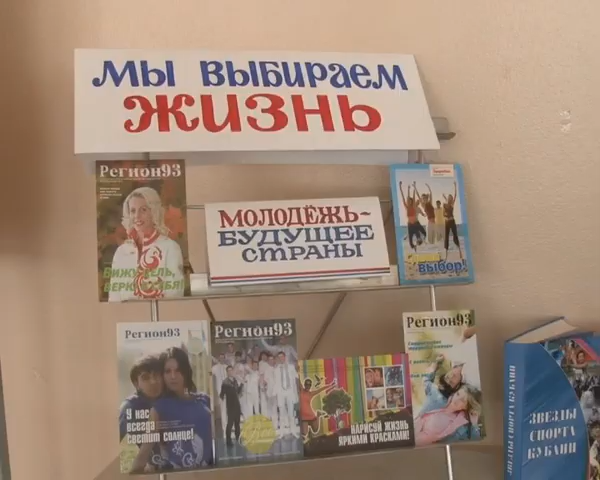 МЫ ВЫБИРАЕМ
ЖИЗНЬ
Регион93
МОЛОДЁЖЬ-
БУДУЩЕЕ
СТРАНЫ
выбор!
Регион93
У нас
всегда
светит солнце!
Регион93
НАРИСУЙ ЖИЗНЬ
ЯРКИМИ КРАСКАМИ!
Регион93
ЗВЕЗДЫ
СПОРТА
КУБАНИ